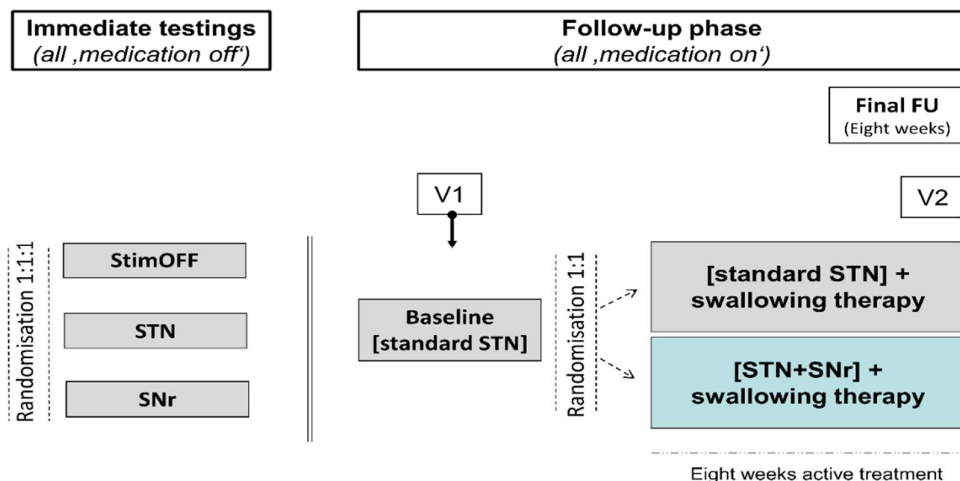 Immediate testings
(all ‚medication off‘)
Follow-up phase
(all ‚medication on‘)
Final FU
(Eight weeks)
V1
V2
Randomisation 1:1:1
StimOFF
STN
SNr
Baseline
[standard STN]
Randomisation 1:1
[standard STN] +
swallowing therapy
[STN+SNr] +
swallowing therapy
Eight weeks active treatment